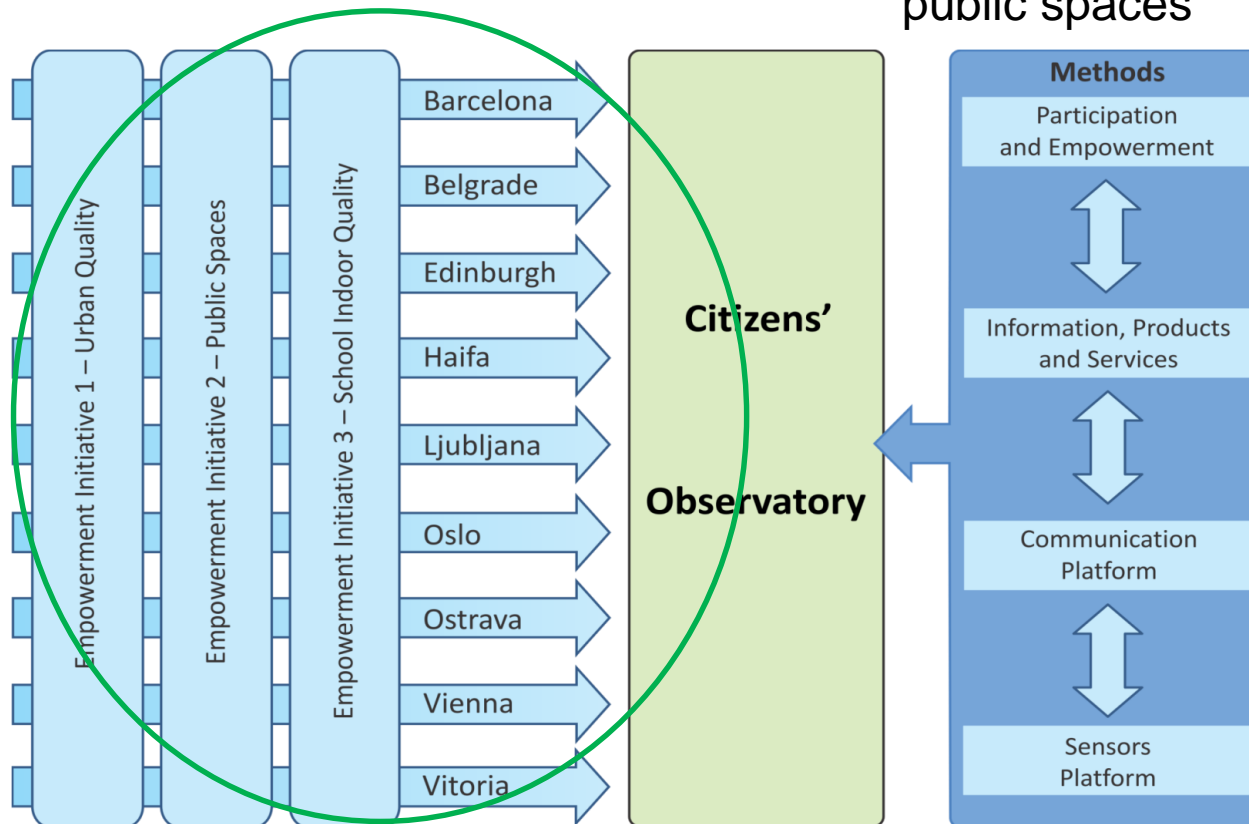 public spaces
Empowerment Initiative 1 – Urban Quality
Empowerment Initiative 2 – Public Spaces
Empowerment Initiative 3 – School Indoor Quality
Barcelona
Belgrade
Edinburgh
Haifa
Ljubljana
Oslo
Ostrava
Vienna
Vitoria
Citizens’
Observatory
Methods
Participation
and Empowerment
Information, Products
and Services
Communication
Platform
Sensors
Platform